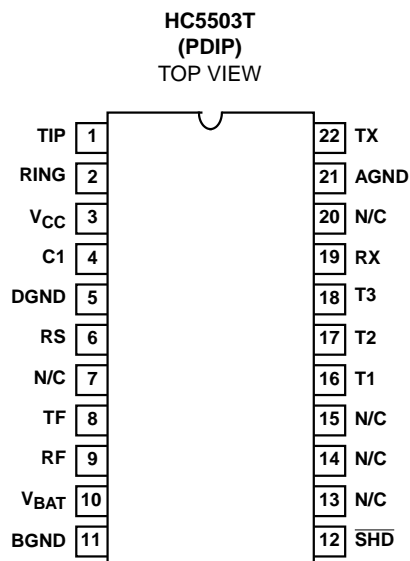 HC5503T
(PDIP)
TOP VIEW
TIP 1 22 TX
RING 2 21 AGND
VCC 3 20 N/C
C1 4 19 RX
DGND 5 18 T3
RS 6 17 T2
N/C 7 16 T1
TF 8 15 N/C
RF 9 14 N/C
VBAT 10 13 N/C
BGND 11 12 S̅H̅D̅